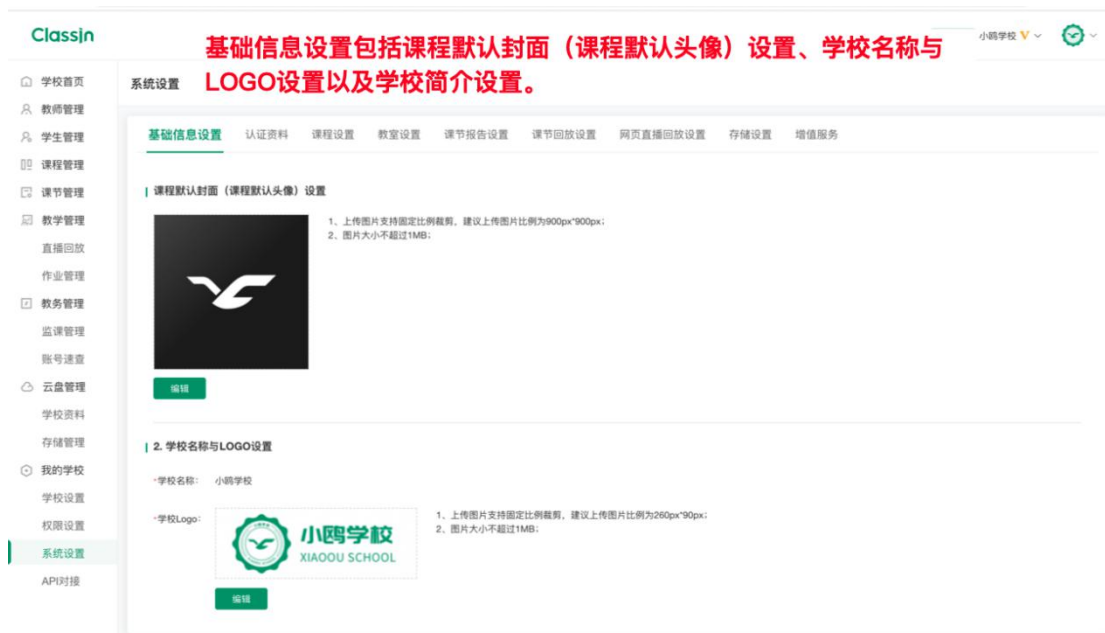 ClassIn
基础信息设置包括课程默认封面（课程默认头像）设置、学校名称与
LOGO设置以及学校简介设置。
小鸥学校 V
学校首页
教师管理
学生管理
课程管理
课节管理
教学管理
直播回放
作业管理
教务管理
监课管理
账号速查
云盘管理
学校资料
存储管理
我的学校
学校设置
权限设置
系统设置
API对接
系统设置
基础信息设置 认证资料 课程设置 教室设置 课节报告设置 课节回放设置 网页直播回放设置 存储设置 增值服务
课程默认封面（课程默认头像）设置
1、上传图片支持固定比例裁剪，建议上传图片比例为900px*900px；
2、图片大小不超过1MB；
编辑
2. 学校名称与LOGO设置
*学校名称： 小鸥学校
*学校Logo：
小鸥学校
XIAOOU SCHOOL
1、上传图片支持固定比例裁剪，建议上传图片比例为260px*90px；
2、图片大小不超过1MB；
编辑